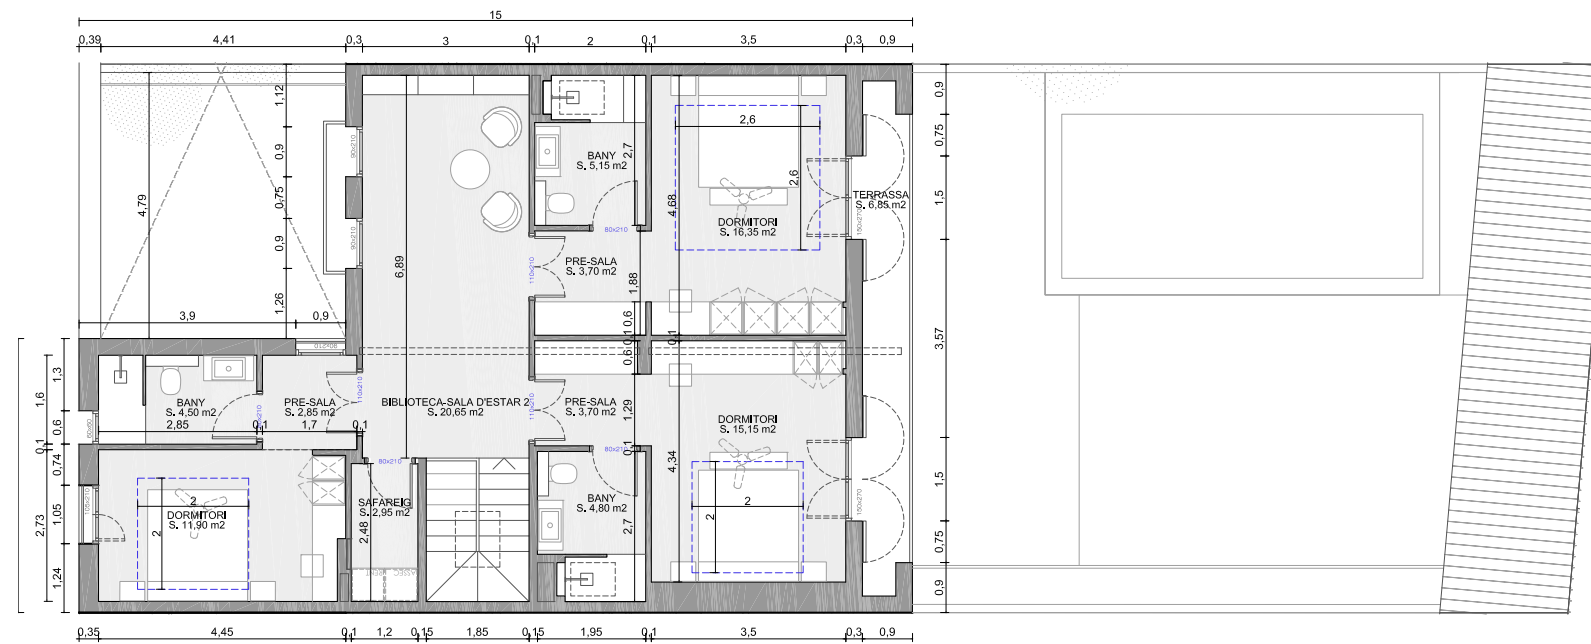 15
0,39
4,41
0,3
3
0,1
2
0,1
3,5
0,3
0,9
1,12
0,9
0,75
0,9
1,26
4,79
3,9
0,9
90x210
90x210
90x210
6,89
BANY
S. 5,15 m2
2,7
80x210
110x210
PRE-SALA
S. 3,70 m2
1,88
0,6
0,1
0,6
4,68
0,1
2,6
2,6
DORMITORI
S. 16,35 m2
TERRASSA
S. 6,85 m2
150x270
0,9
0,75
1,5
3,57
1,5
0,75
0,9
1,3
1,6
0,6
0,1
0,74
1,05
2,73
1,24
BANY
S. 4,50 m2
2,85
0,1
PRE-SALA
S. 2,85 m2
1,7
0,1
110x210
BIBLIOTECA-SALA D'ESTAR 2
S. 20,65 m2
110x210
PRE-SALA
S. 3,70 m2
1,29
0,1
80x210
DORMITORI
S. 15,15 m2
4,34
2
2
150x270
80x210
SAFAREIG
S. 2,95 m2
2,48
BANY
S. 4,80 m2
2,7
105x210
DORMITORI
S. 11,90 m2
2
2
0,35
4,45
0,1
1,2
0,15
1,85
0,15
1,95
0,1
3,5
0,3
0,9